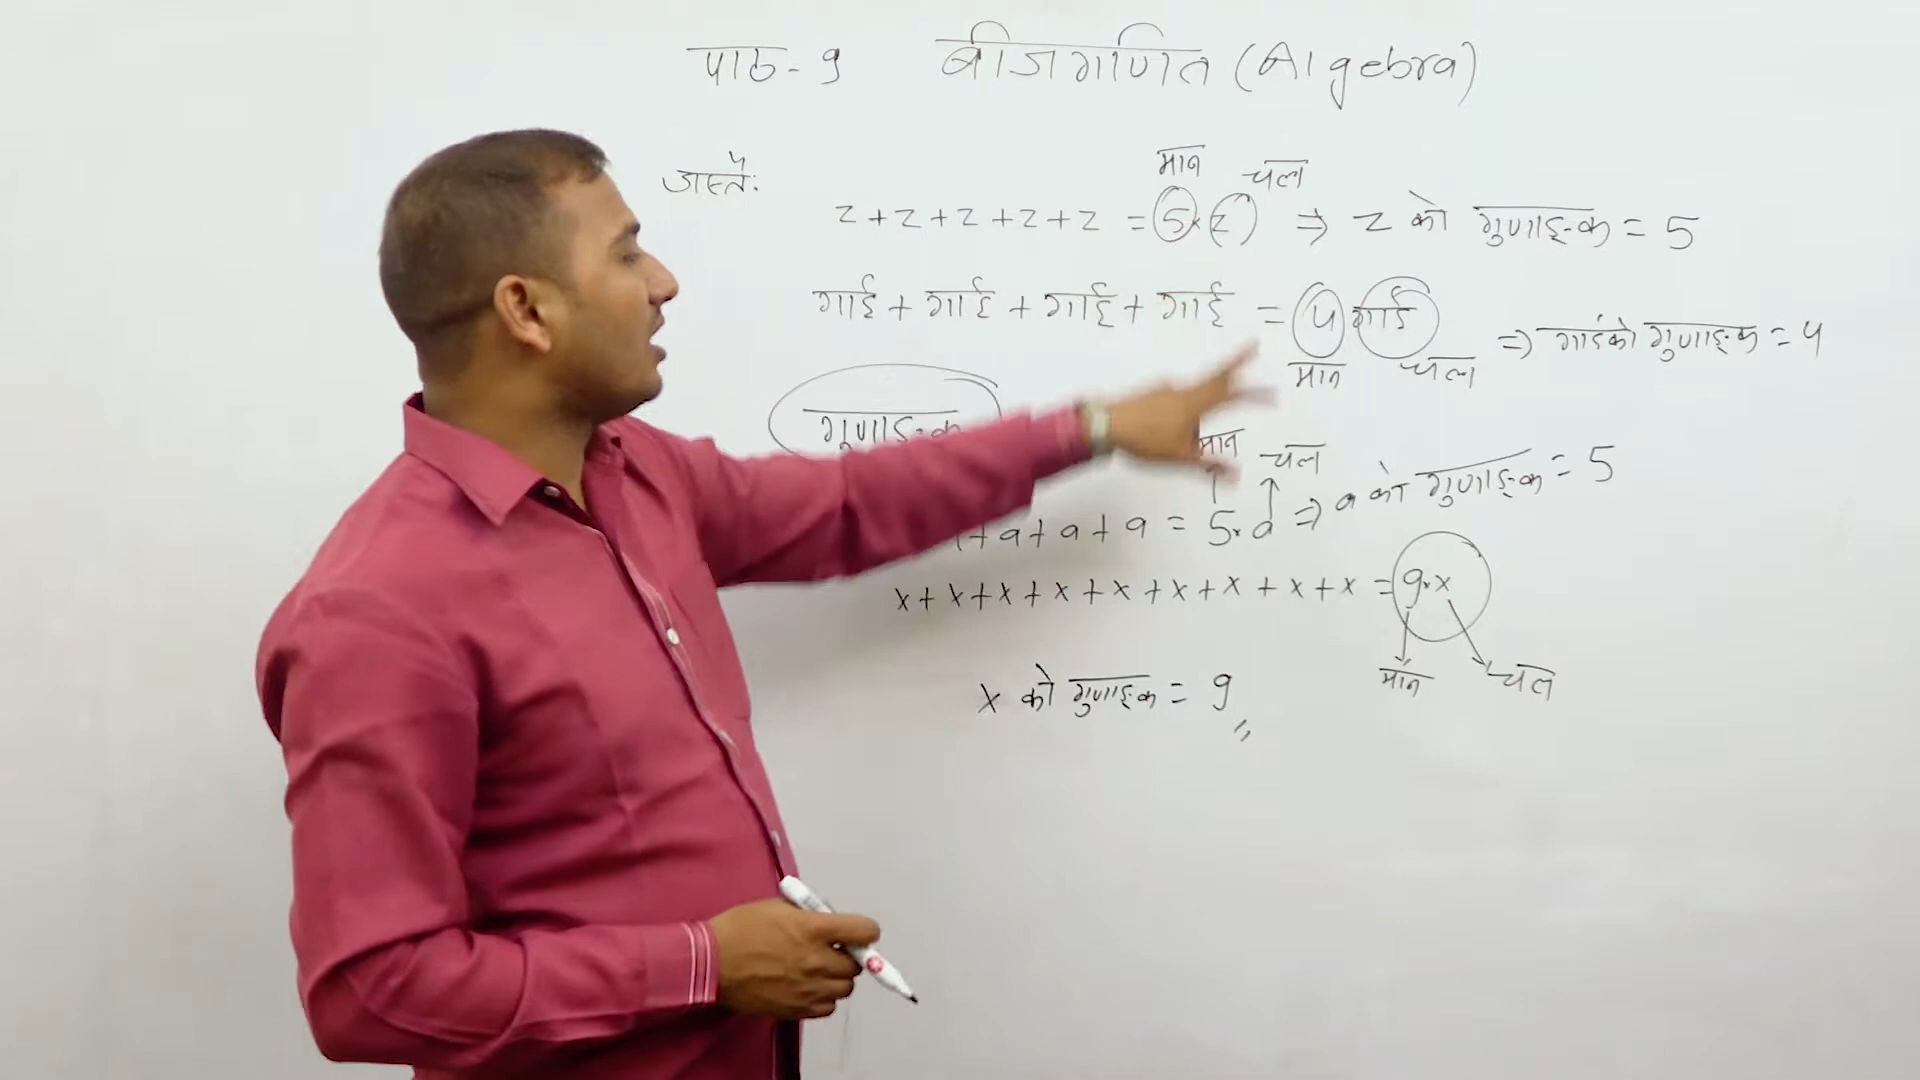 पाठ - 9 बीजगणित (Algebra)
जस्तैः
मान चल
z + z + z + z + z = 5 × z ⇒ z को गुणाङ्क = 5
गाई + गाई + गाई + गाई = 4 गाई ⇒ गाईको गुणाङ्क = 4
मान चल
गुणाङ्क
मान चल
+ a + a + a = 5 × a ⇒ a को गुणाङ्क = 5
x + x + x + x + x + x + x + x + x = 9 × x
मान चल
x को गुणाङ्क = 9